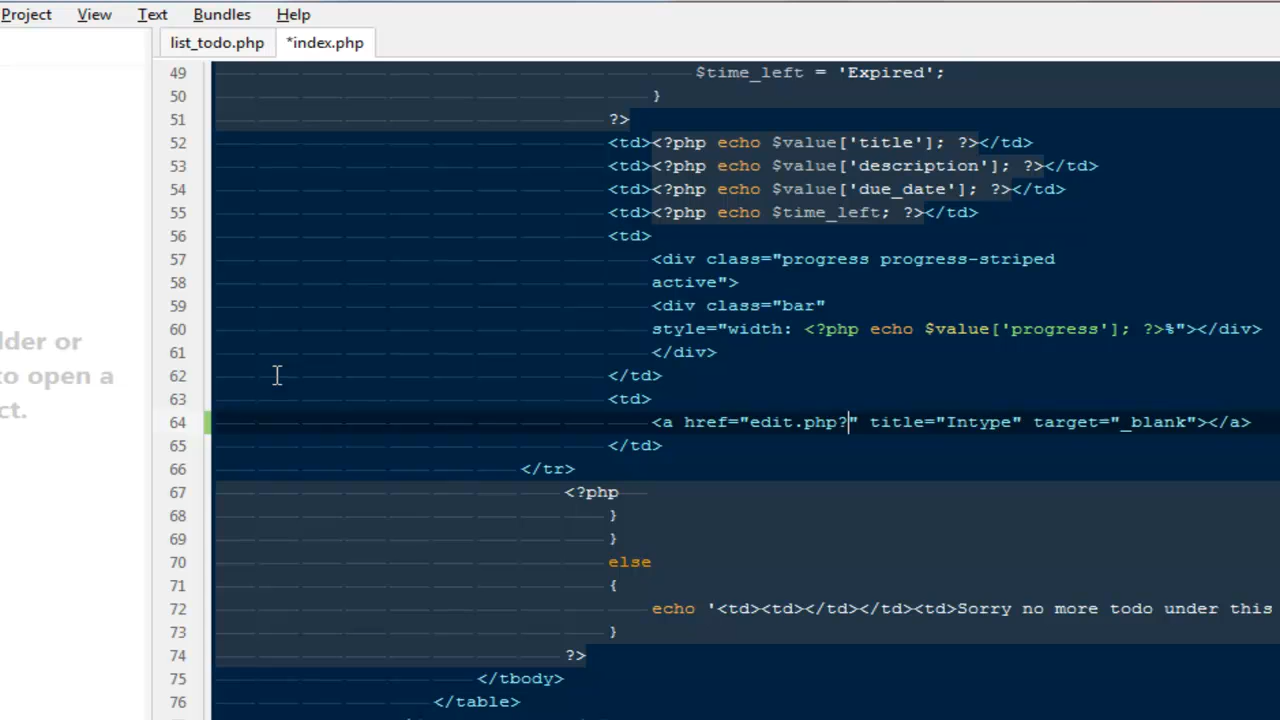 Project View Text Bundles Help
list_todo.php *index.php
49 $time_left = 'Expired';
50 }
51 ?>
52 <td><?php echo $value['title']; ?></td>
53 <td><?php echo $value['description']; ?></td>
54 <td><?php echo $value['due_date']; ?></td>
55 <td><?php echo $time_left; ?></td>
56 <td>
57 <div class="progress progress-striped
58 active">
59 <div class="bar"
60 style="width: <?php echo $value['progress']; ?>%"></div>
61 </div>
62 </td>
63 <td>
64 <a href="edit.php?" title="Intype" target="_blank"></a>
65 </td>
66 </tr>
67 <?php
68 }
69 }
70 else
71 {
72 echo '<td><td></td></td><td>Sorry no more todo under this
73 }
74 ?>
75 </tbody>
76 </table>
lder or
to open a
ct.